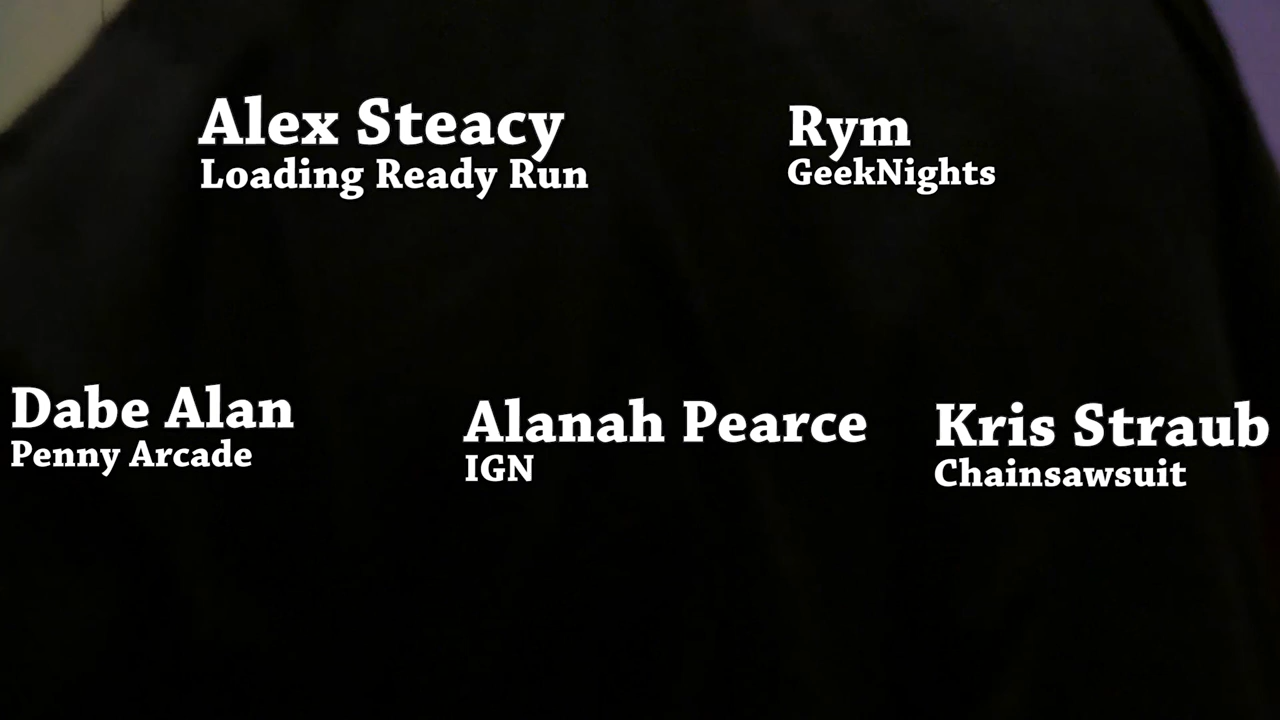 Alex Steacy
Loading Ready Run
Rym
GeekNights
Dabe Alan
Penny Arcade
Alanah Pearce
IGN
Kris Straub
Chainsawsuit